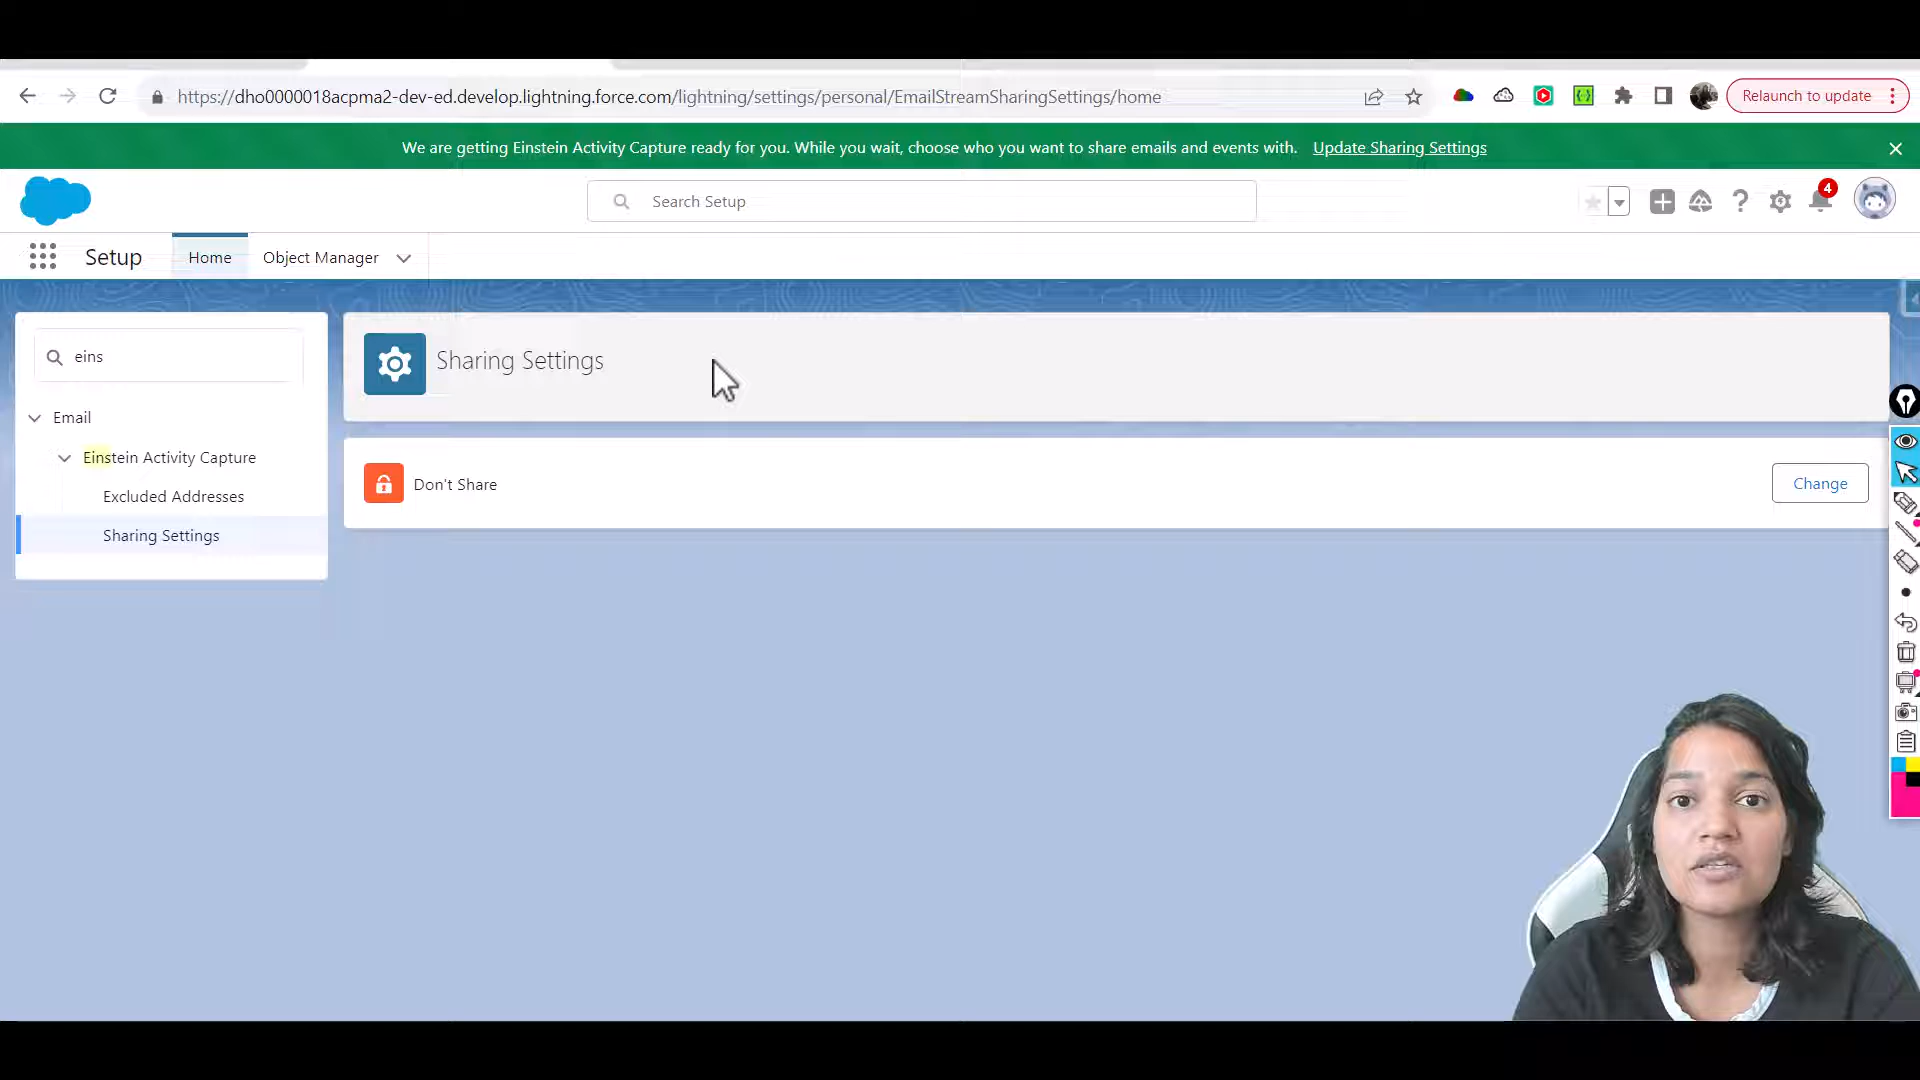 https://dho0000018acpma2-dev-ed.develop.lightning.force.com/lightning/settings/personal/EmailStreamSharingSettings/home
Relaunch to update
We are getting Einstein Activity Capture ready for you. While you wait, choose who you want to share emails and events with. Update Sharing Settings
Search Setup
4
Setup
Home
Object Manager
eins
Sharing Settings
Email
Einstein Activity Capture
Don't Share
Change
Excluded Addresses
Sharing Settings